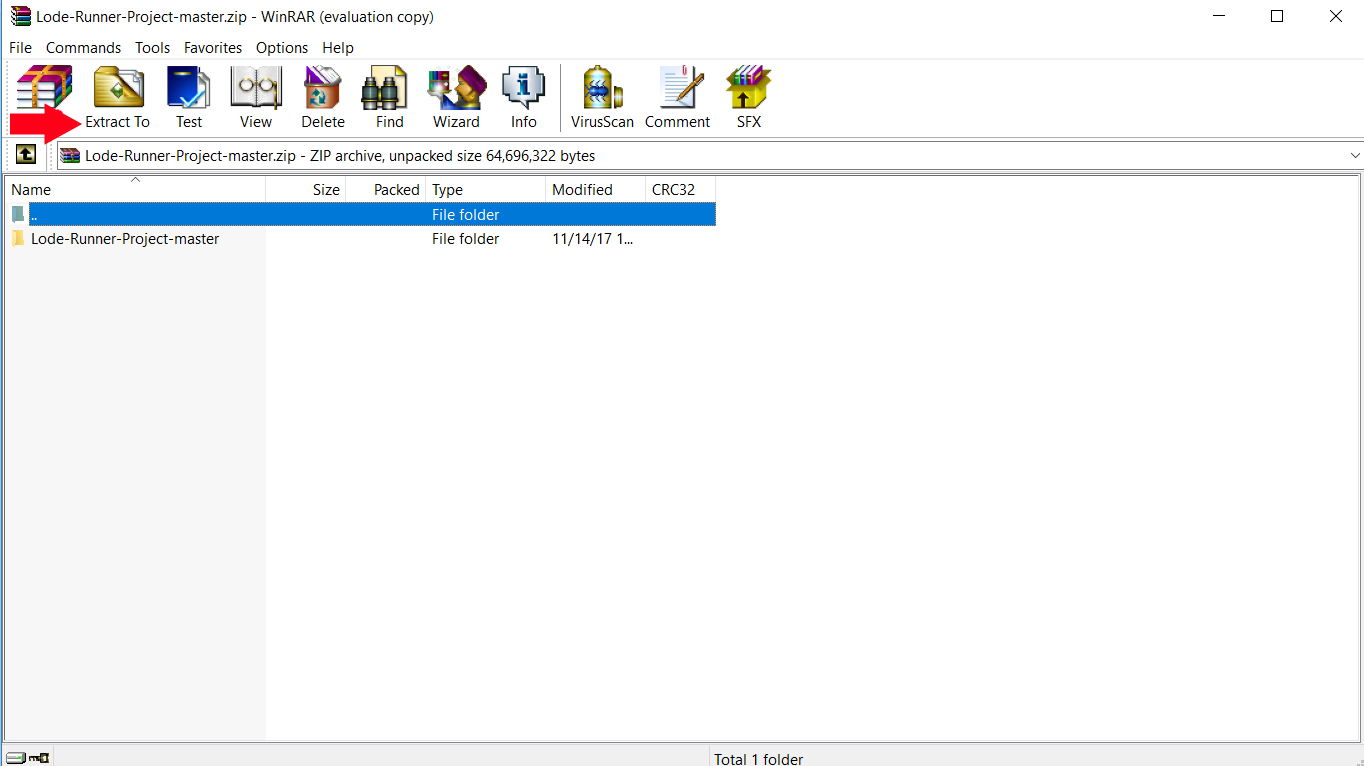 Lode-Runner-Project-master.zip - WinRAR (evaluation copy)
File Commands Tools Favorites Options Help
Extract To Test View Delete Find Wizard Info VirusScan Comment SFX
Lode-Runner-Project-master.zip - ZIP archive, unpacked size 64,696,322 bytes
Name Size Packed Type Modified CRC32
.. File folder
Lode-Runner-Project-master File folder 11/14/17 1...
Total 1 folder